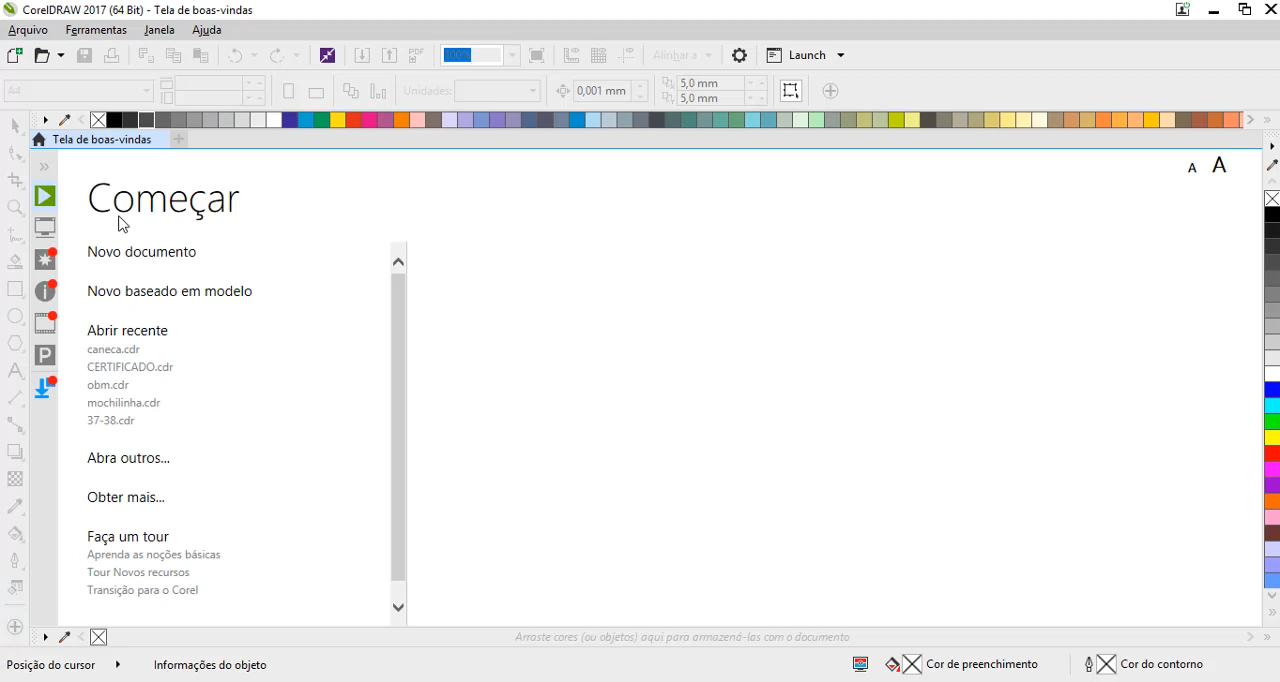 CorelDRAW 2017 (64 Bit) - Tela de boas-vindas
Arquivo Ferramentas Janela Ajuda
PDF 100% Alinhar a Launch
A4 Unidades: 0,001 mm 5,0 mm
5,0 mm
Tela de boas-vindas
A A
Começar
Novo documento
Novo baseado em modelo
Abrir recente
caneca.cdr
CERTIFICADO.cdr
obm.cdr
mochilinha.cdr
37-38.cdr
Abra outros...
Obter mais...
Faça um tour
Aprenda as noções básicas
Tour Novos recursos
Transição para o Corel
Arraste cores (ou objetos) aqui para armazená-las com o documento
Posição do cursor Informações do objeto Cor de preenchimento Cor do contorno